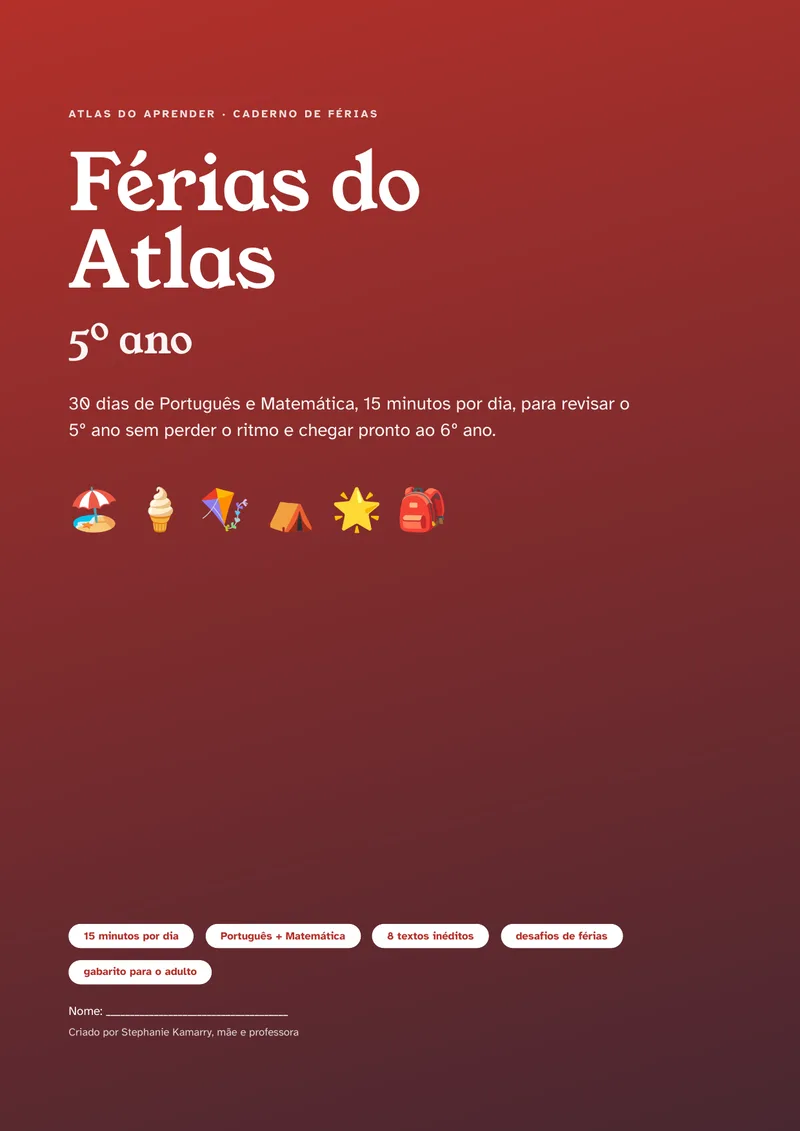 ATLAS DO APRENDER · CADERNO DE FÉRIAS
Férias do
Atlas
5º ano
30 dias de Português e Matemática, 15 minutos por dia, para revisar o
5º ano sem perder o ritmo e chegar pronto ao 6º ano.
15 minutos por dia
Português + Matemática
8 textos inéditos
desafios de férias
gabarito para o adulto
Nome: ___________________________________
Criado por Stephanie Kamarry, mãe e professora